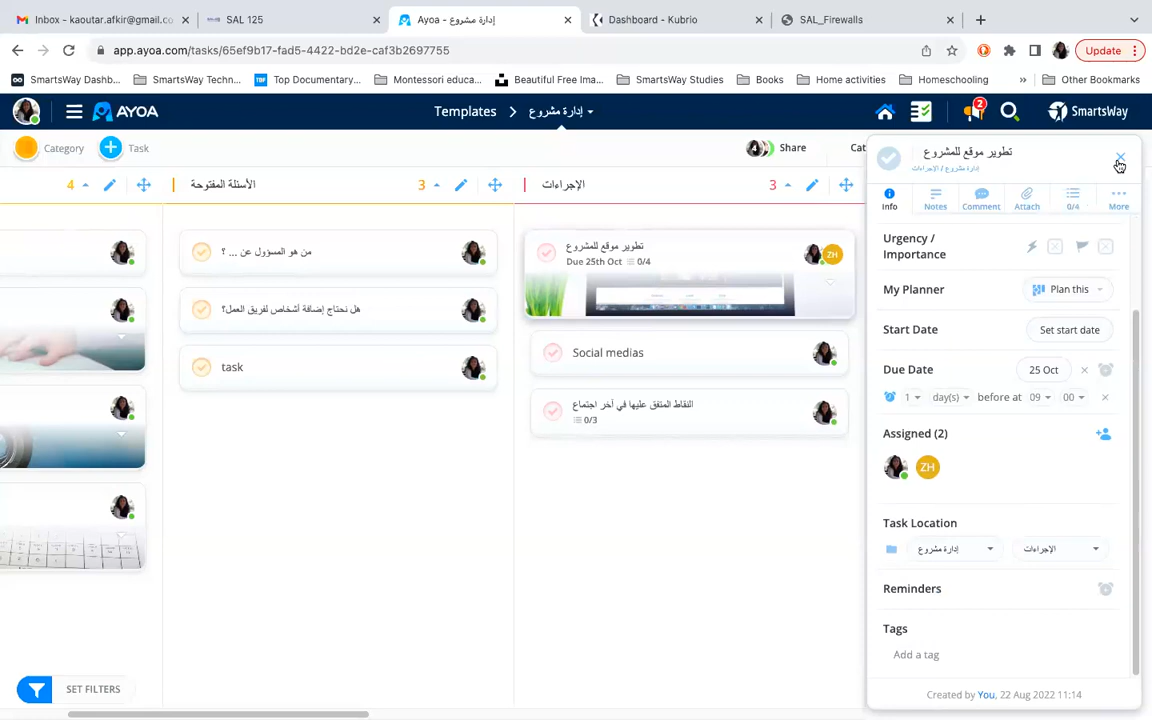 Inbox - kaoutar.afkir@gmail.co
SAL 125
Ayoa - إدارة مشروع
Dashboard - Kubrio
SAL_Firewalls
app.ayoa.com/tasks/65ef9b17-fad5-4422-bd2e-caf3b2697755
Update
SmartsWay Dashb...
SmartsWay Techn...
TBF
Top Documentary...
Montessori educa...
Beautiful Free Ima...
SmartsWay Studies
Books
Home activities
Homeschooling
»
Other Bookmarks
AYOA
Templates
إدارة مشروع
2
SmartsWay
Category
Task
4
Share
Cat
4
الأسئلة المفتوحة
3
الإجراءات
3
من هو المسؤول عن ... ؟
هل نحتاج إضافة أشخاص لفريق العمل؟
task
تطوير موقع للمشروع
Due 25th Oct
0/4
ZH
Social medias
النقاط المتفق عليها في آخر اجتماع
0/3
SET FILTERS
تطوير موقع للمشروع
إدارة مشروع / الإجراءات
Info
Notes
Comment
Attach
0/4
More
Urgency /
Importance
My Planner
Plan this
Start Date
Set start date
Due Date
25 Oct
1 day(s) before at 09 00
Assigned (2)
ZH
Task Location
إدارة مشروع
الإجراءات
Reminders
Tags
Add a tag
Created by You, 22 Aug 2022 11:14